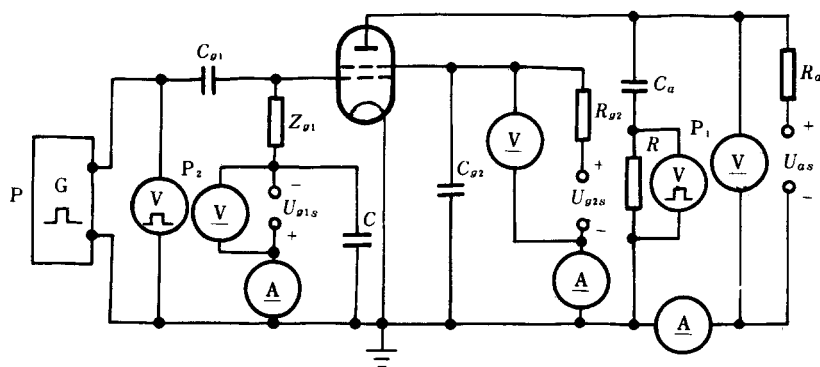 C_{g1}
Z_{g1}
P
G
V
P_2
V
−
U_{g1s}
+
C
A
C_{g2}
V
R_{g2}
+
U_{g2s}
−
A
C_a
R
P_1
V
V
R_a
+
U_{as}
−
A